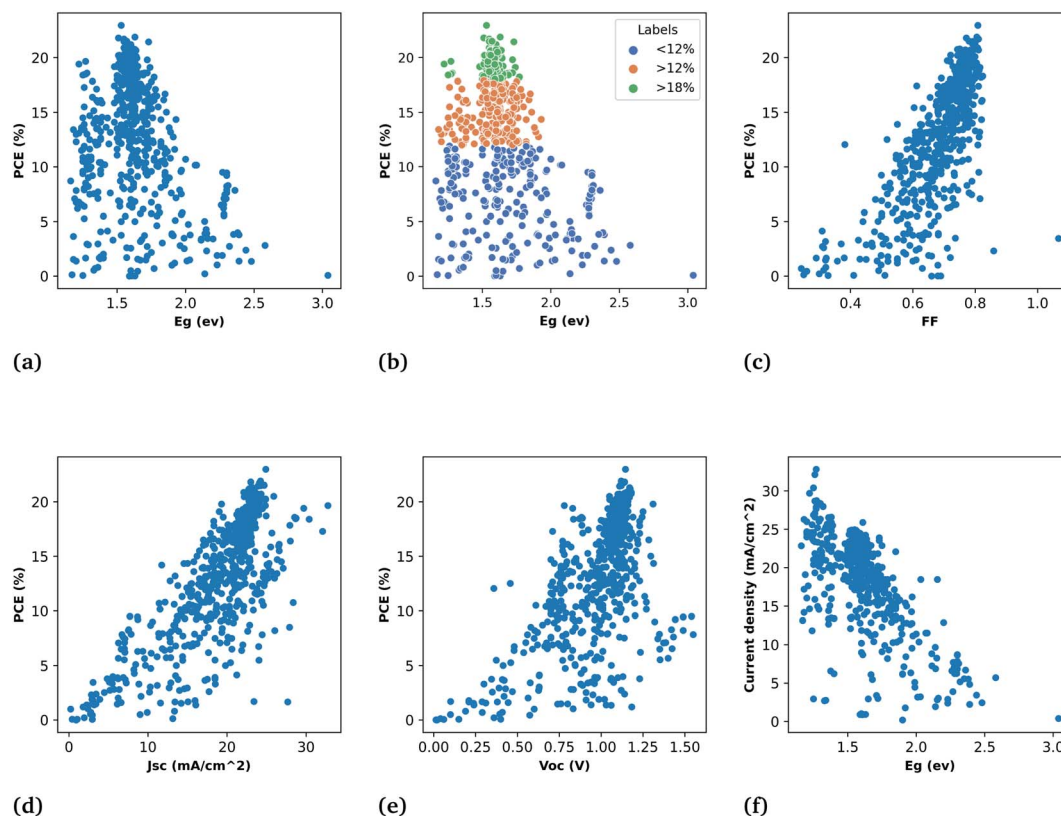 PCE (%)
20
15
10
5
0
1.5 2.0 2.5 3.0
Eg (ev)
(a)
PCE (%)
20
15
10
5
0
Labels
<12%
>12%
>18%
1.5 2.0 2.5 3.0
Eg (ev)
(b)
PCE (%)
20
15
10
5
0
0.4 0.6 0.8 1.0
FF
(c)
PCE (%)
20
15
10
5
0
0 10 20 30
Jsc (mA/cm^2)
(d)
PCE (%)
20
15
10
5
0
0.00 0.25 0.50 0.75 1.00 1.25 1.50
Voc (V)
(e)
Current density (mA/cm^2)
30
25
20
15
10
5
0
1.5 2.0 2.5 3.0
Eg (ev)
(f)